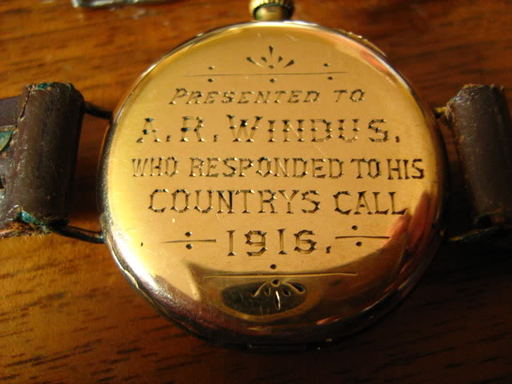 PRESENTED TO
A.R. WINDUS,
WHO RESPONDED TO HIS
COUNTRYS CALL
1916.